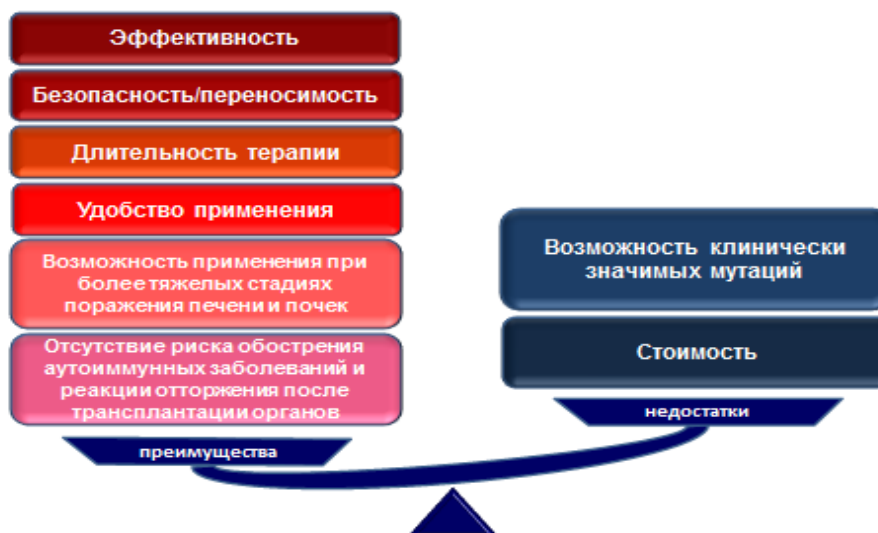 Эффективность
Безопасность/переносимость
Длительность терапии
Удобство применения
Возможность применения при
более тяжелых стадиях
поражения печени и почек
Отсутствие риска обострения
аутоиммунных заболеваний и
реакции отторжения после
трансплантации органов
преимущества
Возможность клинически
значимых мутаций
Стоимость
недостатки